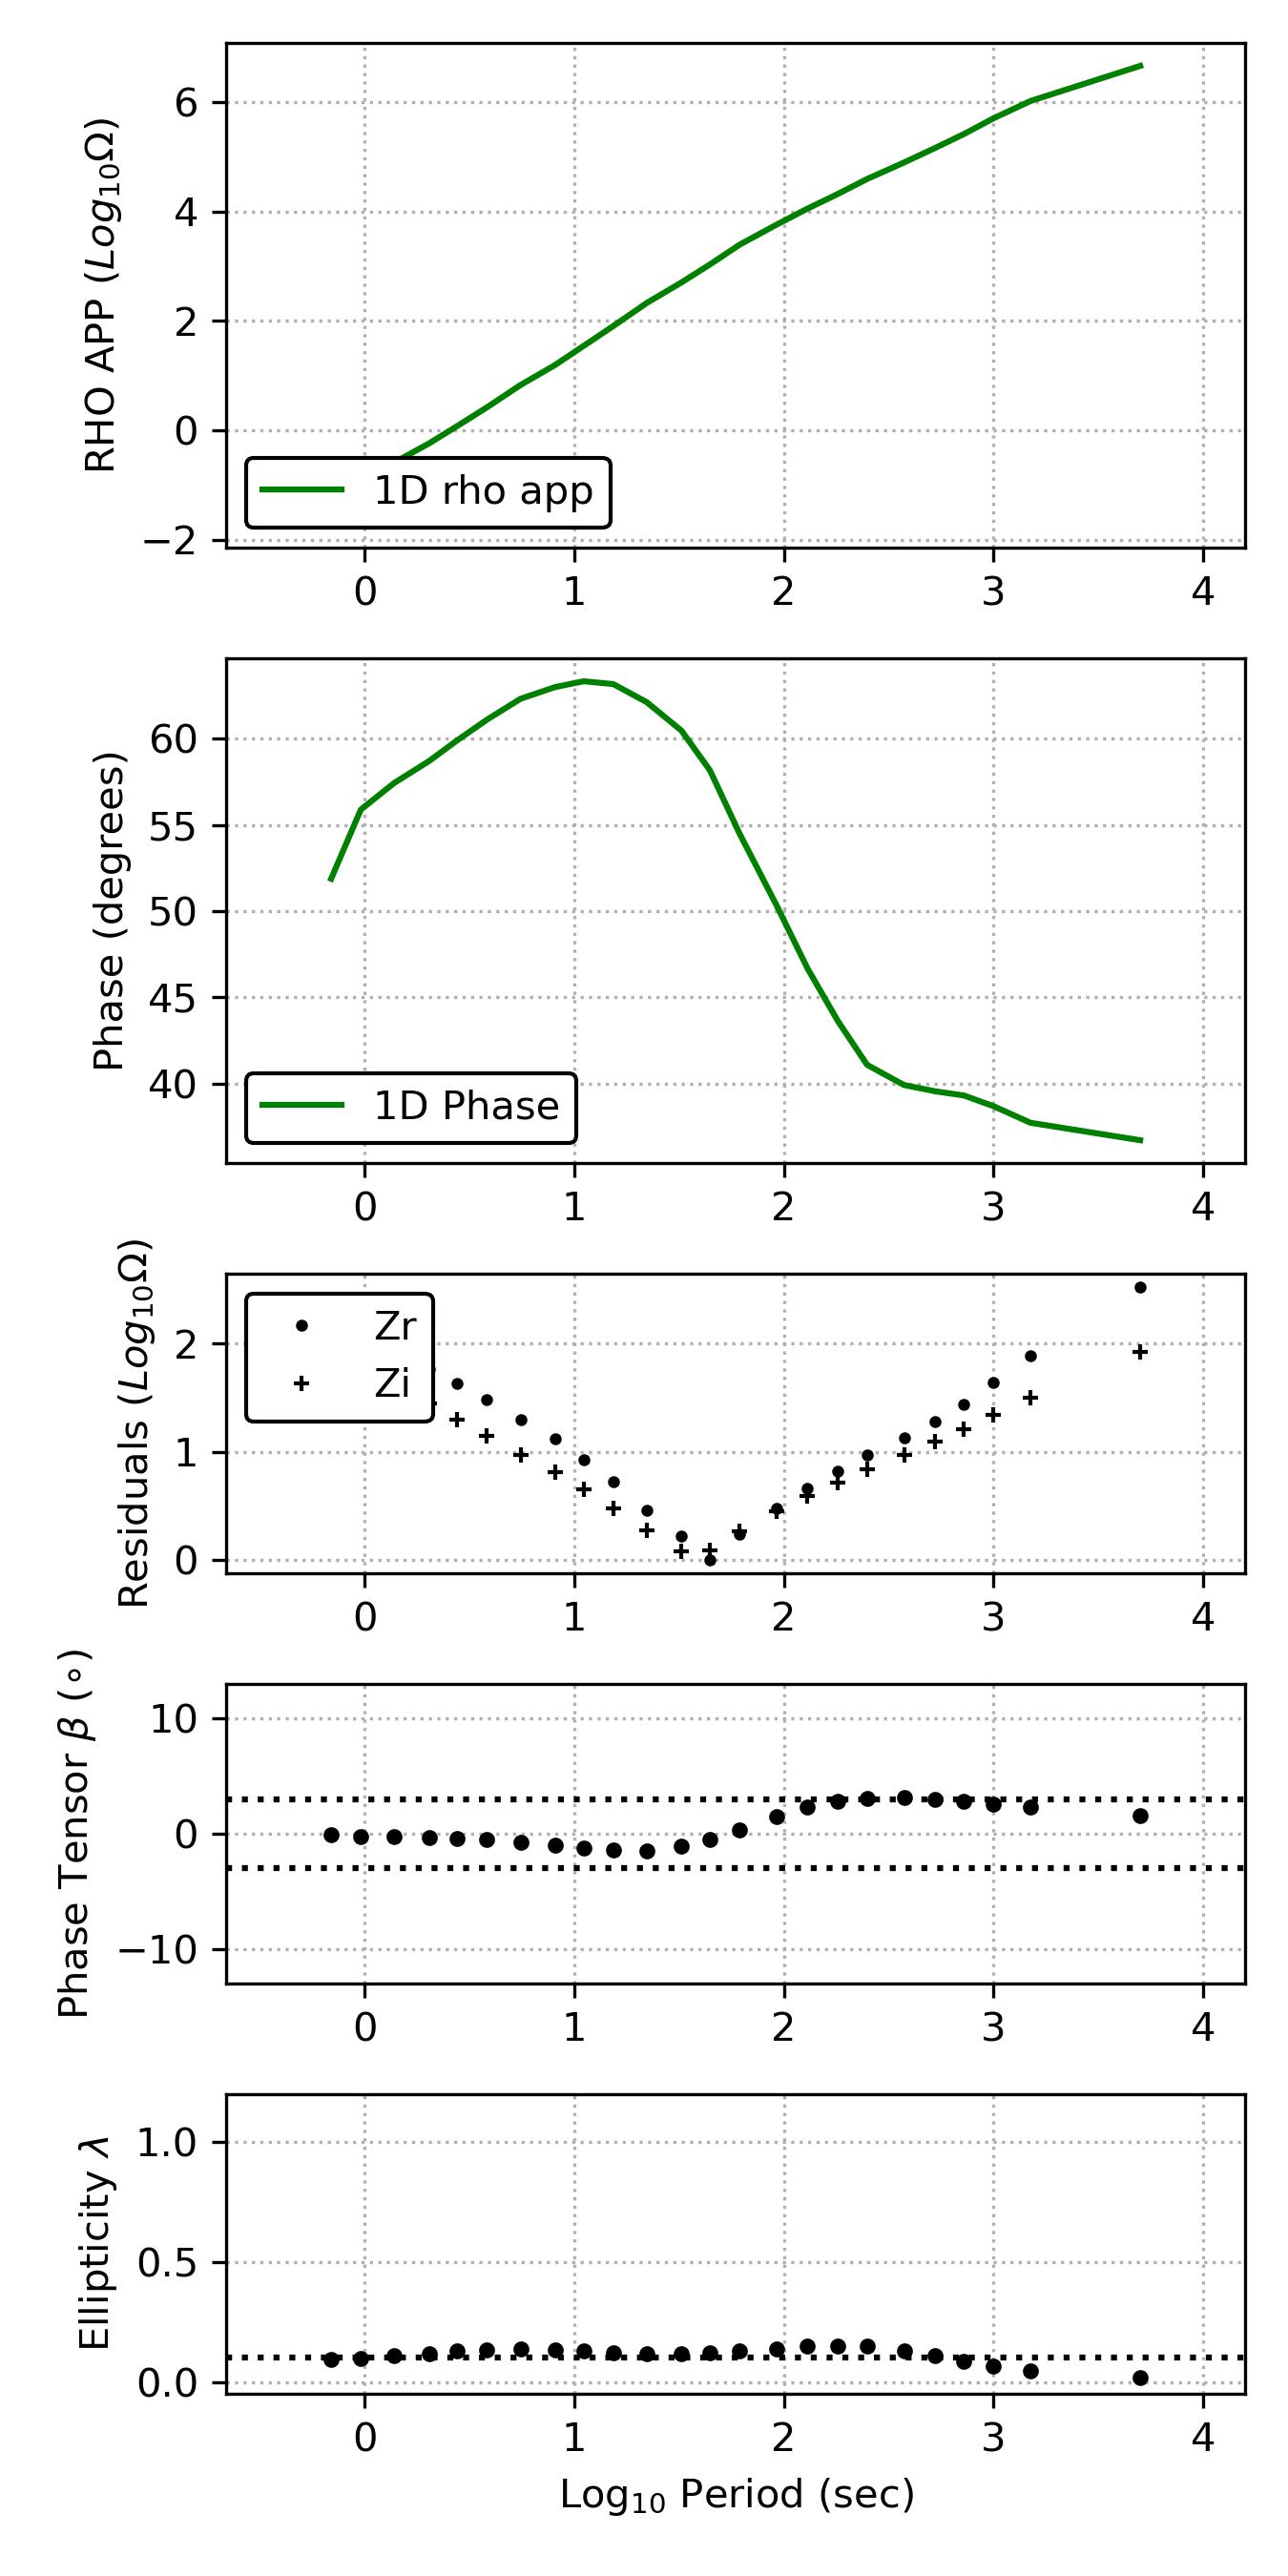 RHO APP (Log₁₀Ω)
6
4
2
0
−2
1D rho app
0 1 2 3 4
Phase (degrees)
60
55
50
45
40
1D Phase
0 1 2 3 4
Residuals (Log₁₀Ω)
2
1
0
Zr
Zi
0 1 2 3 4
Phase Tensor β (∘)
10
0
−10
0 1 2 3 4
Ellipticity λ
1.0
0.5
0.0
0 1 2 3 4
Log₁₀ Period (sec)